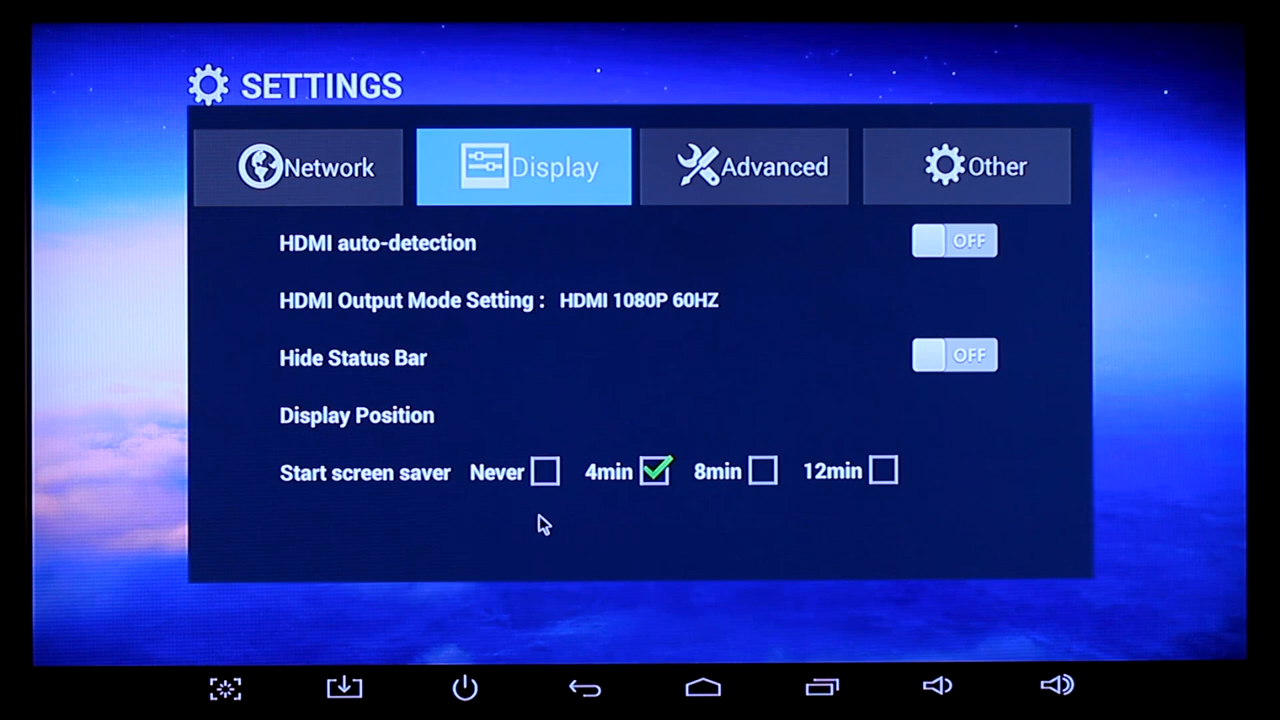 SETTINGS
Network Display Advanced Other
HDMI auto-detection OFF
HDMI Output Mode Setting : HDMI 1080P 60HZ
Hide Status Bar OFF
Display Position
Start screen saver Never 4min 8min 12min